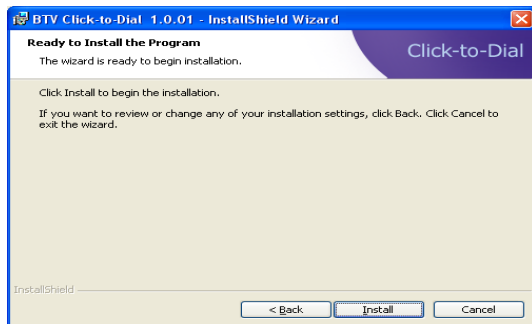 BTV Click-to-Dial 1.0.01 - InstallShield Wizard
Ready to Install the Program
The wizard is ready to begin installation.
Click-to-Dial
Click Install to begin the installation.
If you want to review or change any of your installation settings, click Back. Click Cancel to
exit the wizard.
InstallShield
< Back
Install
Cancel